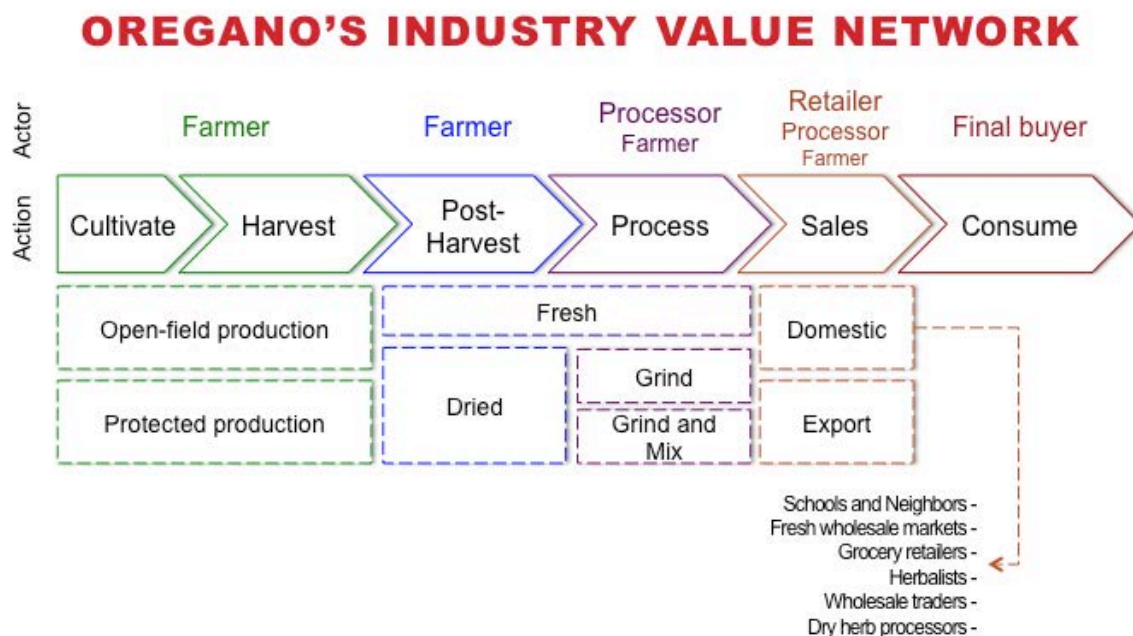 OREGANO'S INDUSTRY VALUE NETWORK
Actor
Farmer
Farmer
Processor
Farmer
Retailer
Processor
Farmer
Final buyer
Action
Cultivate
Harvest
Post-
Harvest
Process
Sales
Consume
Open-field production
Fresh
Domestic
Protected production
Dried
Grind
Grind and
Mix
Export
Schools and Neighbors -
Fresh wholesale markets -
Grocery retailers -
Herbalists -
Wholesale traders -
Dry herb processors -